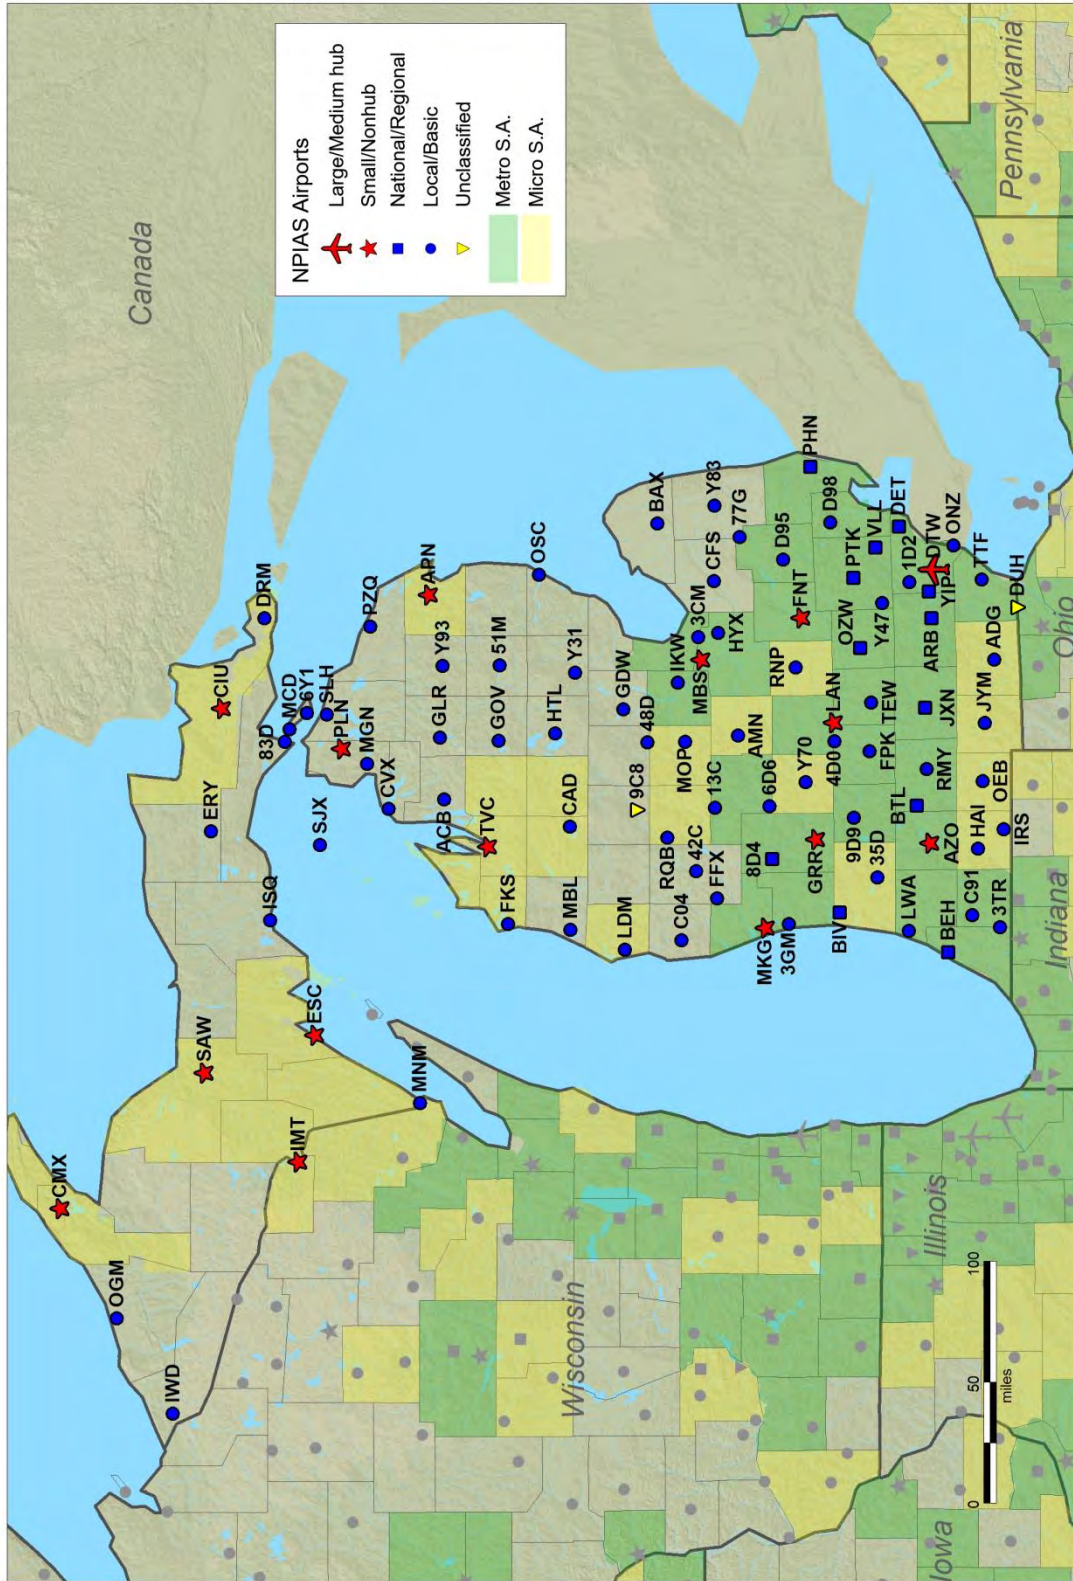 Canada
NPIAS Airports
Large/Medium hub
Small/Nonhub
National/Regional
Local/Basic
Unclassified
Metro S.A.
Micro S.A.
CMX
OGM
IWD
SAW
ERY
CIU
DRM
ISQ
IMT
ESC
83D
MCD
6Y1
SLH
SJX
PLN
MGN
PZQ
CVX
MNM
APN
ACB
GLR
Y93
TVC
GOV
51M
FKS
OSC
HTL
MBL
CAD
Y31
LDM
9C8
GDW
48D
BAX
C04
RQB
MOP
IKW
MBS
3CM
42C
FFX
13C
HYX
CFS
Y83
AMN
77G
MKG
3GM
8D4
6D6
D95
Y70
RNP
FNT
PHN
GRR
LAN
4D0
D98
BIV
9D9
OZW
PTK
35D
FPK
TEW
Y47
VLL
LWA
BTL
1D2
DET
BEH
AZO
RMY
JXN
ARB
YIP
DTW
ONZ
C91
HAI
OEB
JYM
ADG
TTF
3TR
IRS
DUH
Wisconsin
Illinois
Iowa
Indiana
Ohio
Pennsylvania
0 50 100
miles